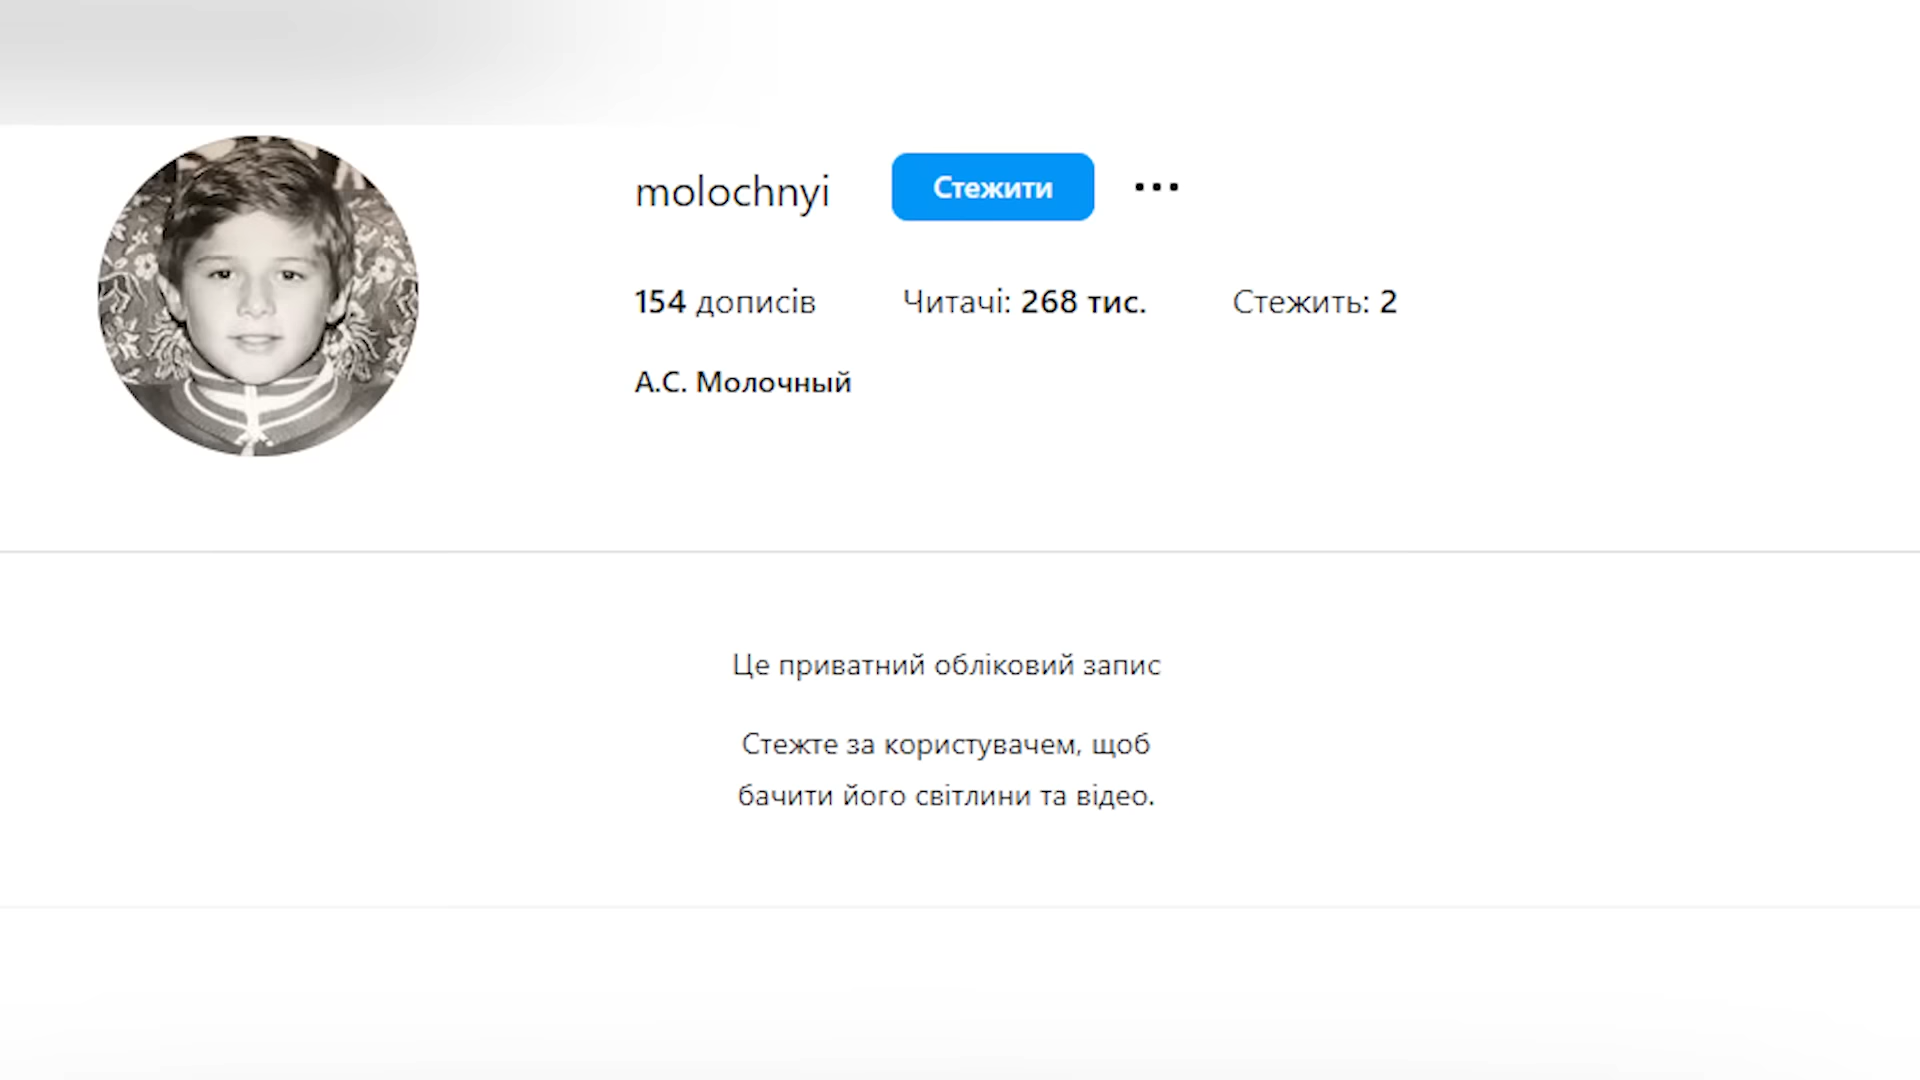 molochnyi Стежити
154 дописів Читачі: 268 тис. Стежить: 2
А.С. Молочный
Це приватний обліковий запис
Стежте за користувачем, щоб
бачити його світлини та відео.